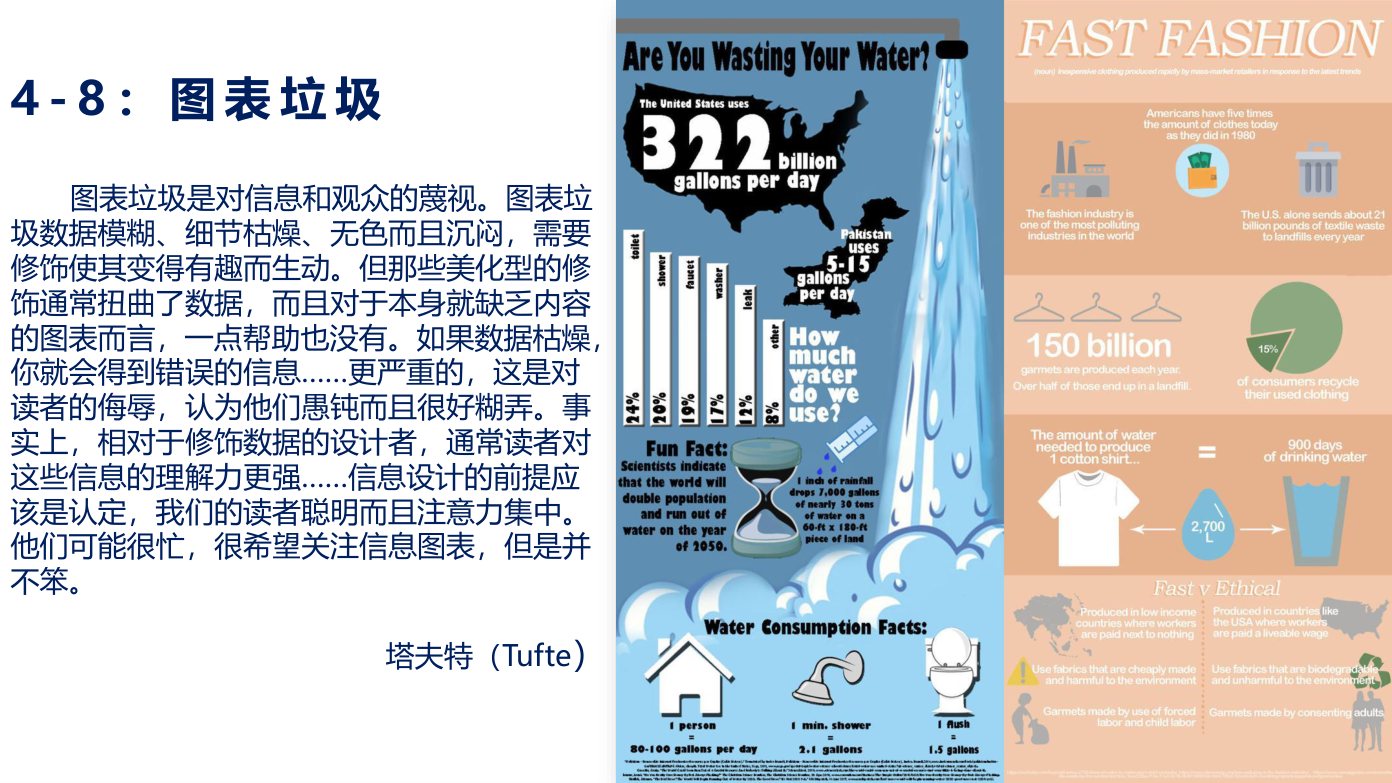 4-8：图表垃圾
图表垃圾是对信息和观众的蔑视。图表垃
圾数据模糊、细节枯燥、无色而且沉闷，需要
修饰使其变得有趣而生动。但那些美化型的修
饰通常扭曲了数据，而且对于本身就缺乏内容
的图表而言，一点帮助也没有。如果数据枯燥，
你就会得到错误的信息……更严重的，这是对
读者的侮辱，认为他们愚钝而且很好糊弄。事
实上，相对于修饰数据的设计者，通常读者对
这些信息的理解力更强……信息设计的前提应
该是认定，我们的读者聪明而且注意力集中。
他们可能很忙，很希望关注信息图表，但是并
不笨。
塔夫特（Tufte）
Are You Wasting Your Water?
The United States uses
322 billion
gallons per day
Pakistan
uses
5-15
gallons
per day
toilet
shower
faucet
washer
leak
other
24%
20%
19%
17%
12%
8%
How
much
water
do we
use?
Fun Fact:
Scientists indicate
that the world will
double population
and run out of
water on the year
of 2050.
1 inch of rainfall
drops 7,000 gallons
of nearly 30 tons
of water on a
60-ft x 180-ft
piece of land
Water Consumption Facts:
1 person
=
80-100 gallons per day
1 min. shower
=
2.1 gallons
1 flush
=
1.5 gallons
FAST FASHION
(noun) Inexpensive clothing produced rapidly by mass-market retailers in response to the latest trends
Americans have five times
the amount of clothes today
as they did in 1980
The fashion industry is
one of the most polluting
industries in the world
The U.S. alone sends about 21
billion pounds of textile waste
to landfills every year
150 billion
garmets are produced each year.
Over half of those end up in a landfill.
15%
of consumers recycle
their used clothing
The amount of water
needed to produce
1 cotton shirt...
=
900 days
of drinking water
2,700
L
Fast v Ethical
Produced in low income
countries where workers
are paid next to nothing
Produced in countries like
the USA where workers
are paid a liveable wage
Use fabrics that are cheaply made
and harmful to the environment
Use fabrics that are biodegradable
and unharmful to the environment
Garmets made by use of forced
labor and child labor
Garmets made by consenting adults